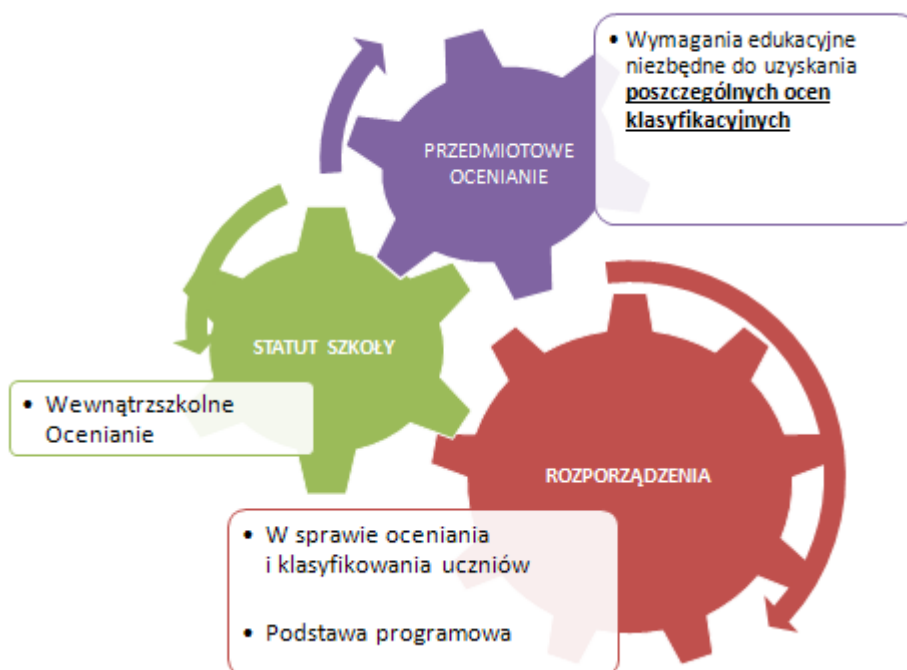 • Wymagania edukacyjne
niezbędne do uzyskania
poszczególnych ocen
klasyfikacyjnych
PRZEDMIOTOWE
OCENIANIE
STATUT SZKOŁY
• Wewnątrzszkolne
Ocenianie
ROZPORZĄDZENIA
• W sprawie oceniania
i klasyfikowania uczniów
• Podstawa programowa